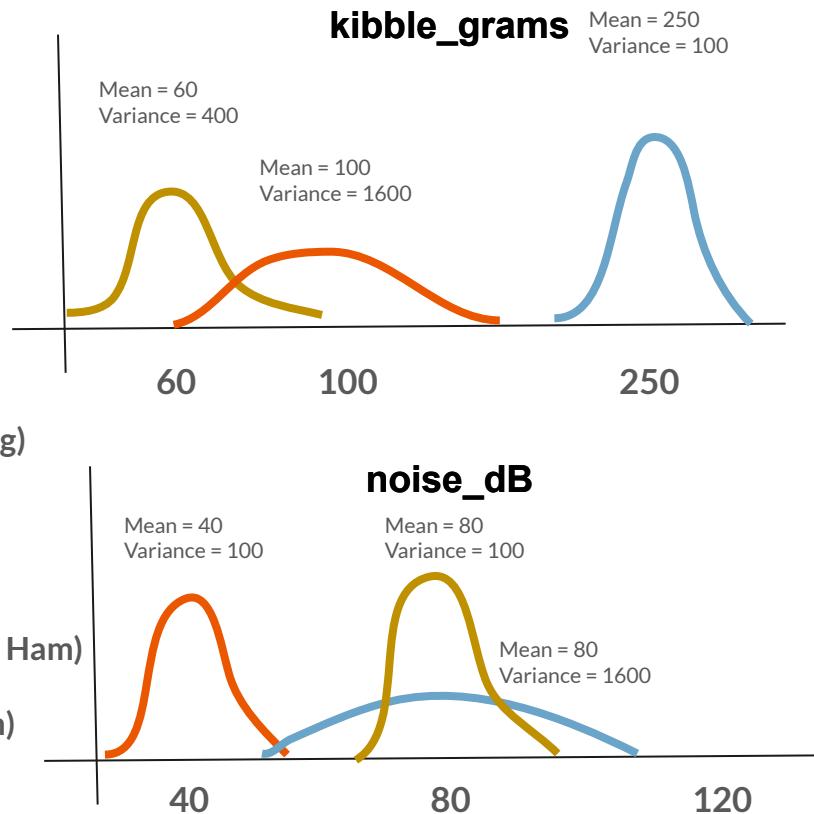 kibble_grams
Mean = 250
Variance = 100
Mean = 60
Variance = 400
Mean = 100
Variance = 1600
60 100 250
g)
noise_dB
Mean = 40
Variance = 100
Mean = 80
Variance = 100
Ham)
Mean = 80
Variance = 1600
)
40 80 120